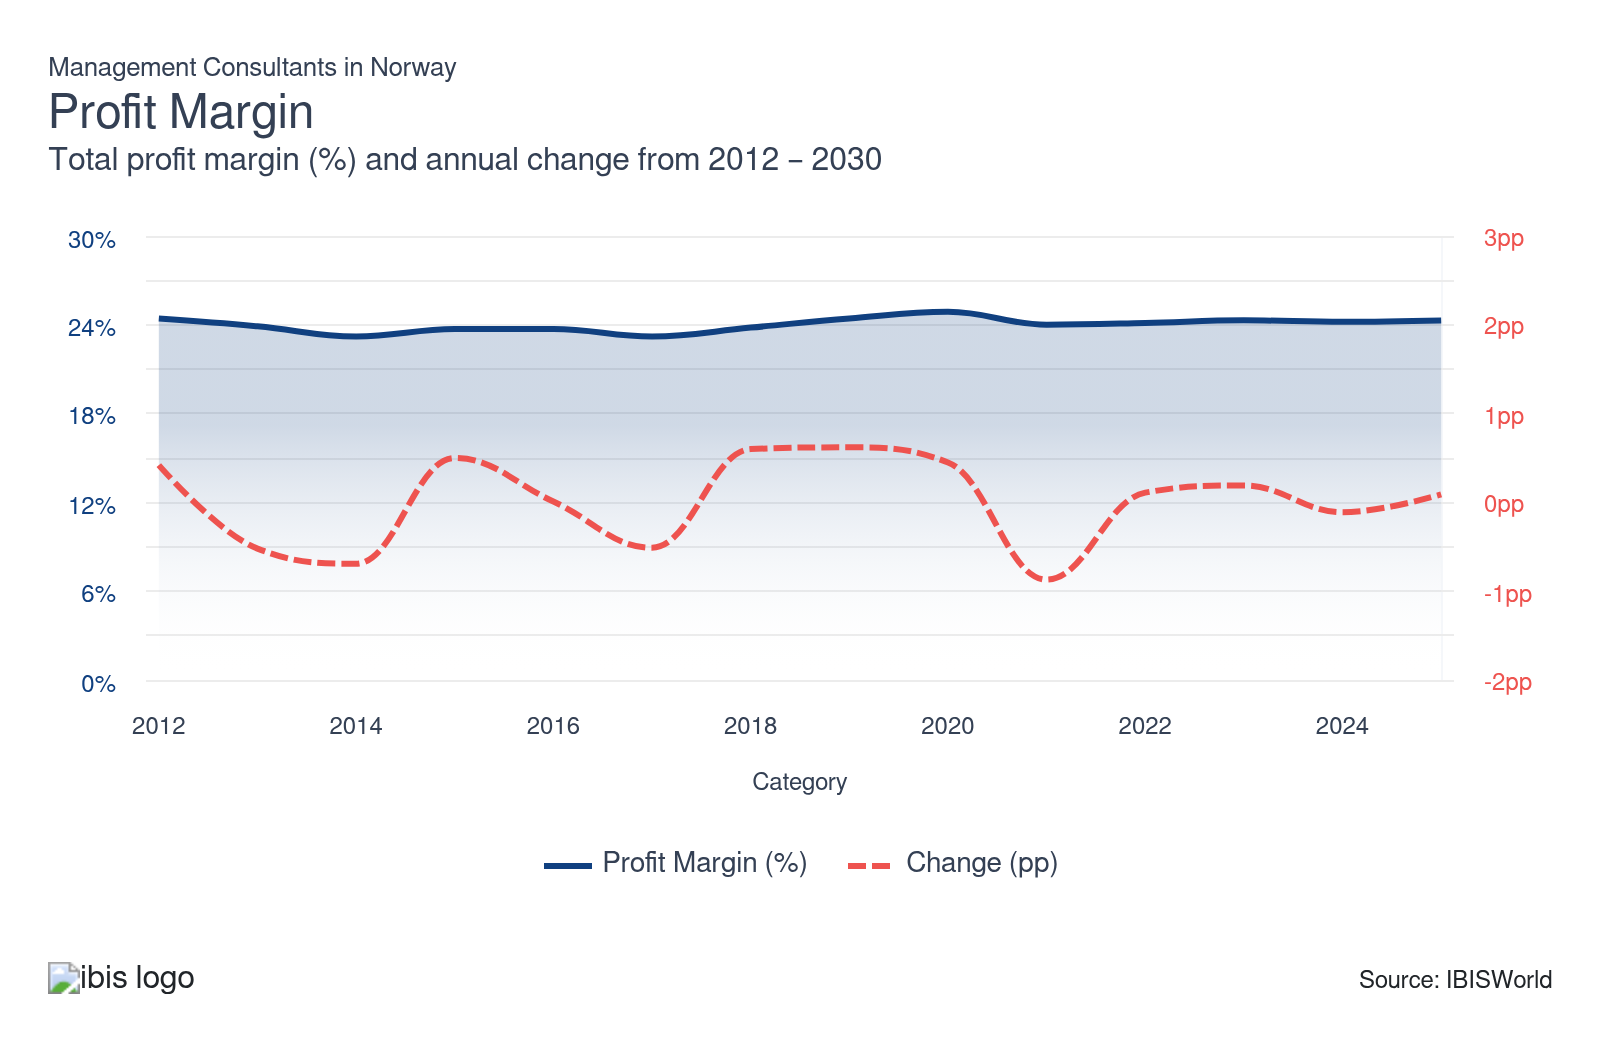 Management Consultants in Norway
Profit Margin
Total profit margin (%) and annual change from 2012 – 2030
30%
24%
18%
12%
6%
0%
3pp
2pp
1pp
0pp
-1pp
-2pp
2012 2014 2016 2018 2020 2022 2024
Category
Profit Margin (%) Change (pp)
ibis logo
Source: IBISWorld